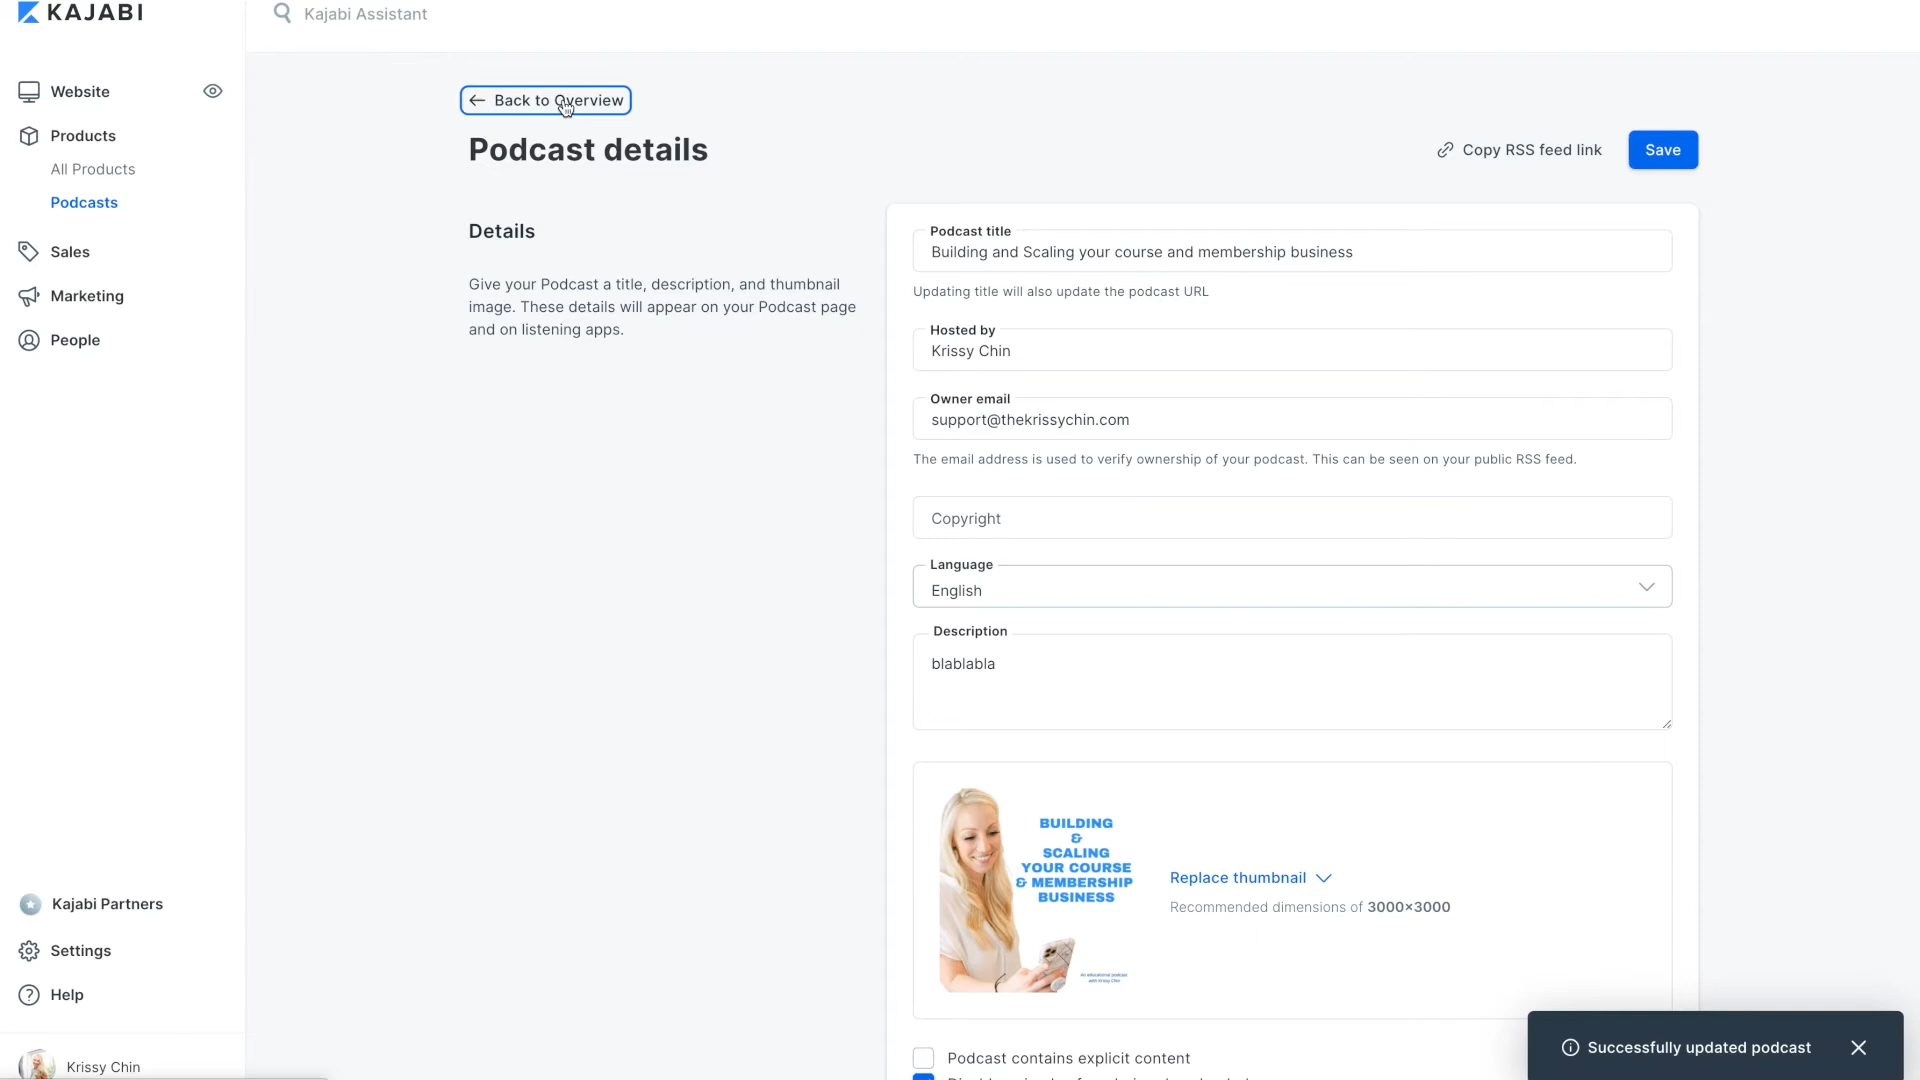 KAJABI
Kajabi Assistant
Website
Products
All Products
Podcasts
Sales
Marketing
People
Kajabi Partners
Settings
Help
Krissy Chin
Back to Overview
Podcast details
Copy RSS feed link
Save
Details
Give your Podcast a title, description, and thumbnail
image. These details will appear on your Podcast page
and on listening apps.
Podcast title
Building and Scaling your course and membership business
Updating title will also update the podcast URL
Hosted by
Krissy Chin
Owner email
support@thekrissychin.com
The email address is used to verify ownership of your podcast. This can be seen on your public RSS feed.
Copyright
Language
English
Description
blablabla
BUILDING
&
SCALING
YOUR COURSE
& MEMBERSHIP
BUSINESS
An educational podcast
with Krissy Chin
Replace thumbnail
Recommended dimensions of 3000×3000
Podcast contains explicit content
Successfully updated podcast